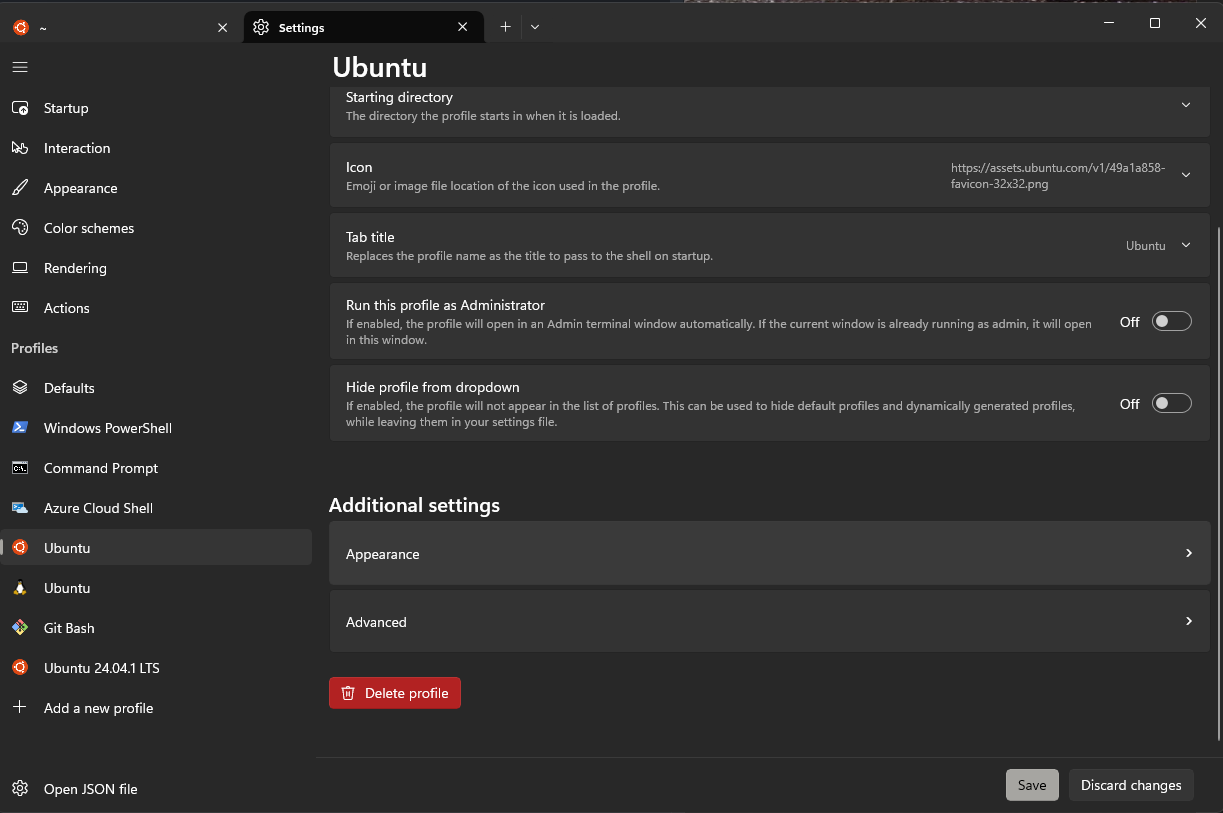 ~
Settings
Ubuntu
Startup
Interaction
Appearance
Color schemes
Rendering
Actions
Profiles
Defaults
Windows PowerShell
Command Prompt
Azure Cloud Shell
Ubuntu
Ubuntu
Git Bash
Ubuntu 24.04.1 LTS
Add a new profile
Open JSON file
Starting directory
The directory the profile starts in when it is loaded.
Icon
Emoji or image file location of the icon used in the profile.
https://assets.ubuntu.com/v1/49a1a858-
favicon-32x32.png
Tab title
Replaces the profile name as the title to pass to the shell on startup.
Ubuntu
Run this profile as Administrator
If enabled, the profile will open in an Admin terminal window automatically. If the current window is already running as admin, it will open
in this window.
Off
Hide profile from dropdown
If enabled, the profile will not appear in the list of profiles. This can be used to hide default profiles and dynamically generated profiles,
while leaving them in your settings file.
Off
Additional settings
Appearance
Advanced
Delete profile
Save
Discard changes